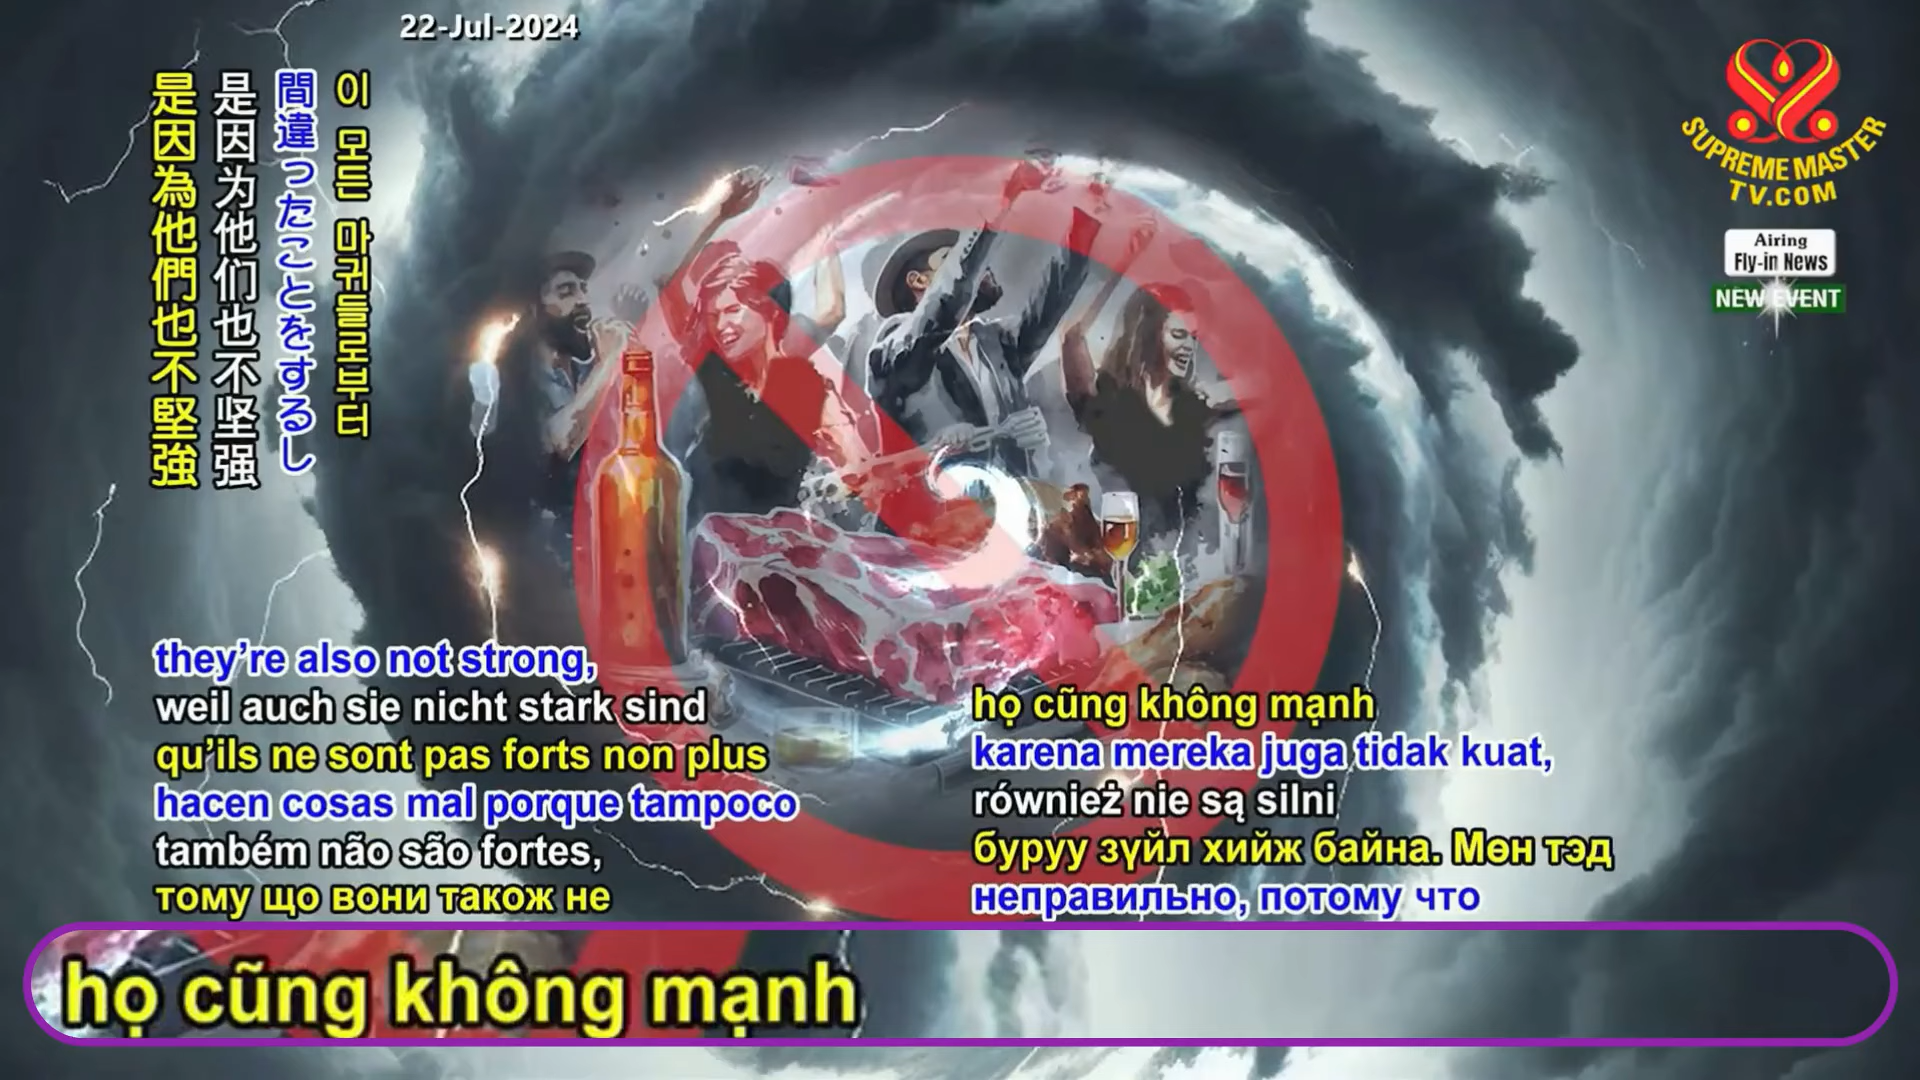 22-Jul-2024
是因為他們也不堅強
是因为他们也不坚强
間違ったことをするし
이 모든 마귀들로부터
SUPREME MASTER
TV.COM
Airing
Fly-in News
NEW EVENT
they’re also not strong,
weil auch sie nicht stark sind
qu’ils ne sont pas forts non plus
hacen cosas mal porque tampoco
também não são fortes,
тому що вони також не
họ cũng không mạnh
karena mereka juga tidak kuat,
również nie są silni
буруу зүйл хийж байна. Мөн тэд
неправильно, потому что
họ cũng không mạnh